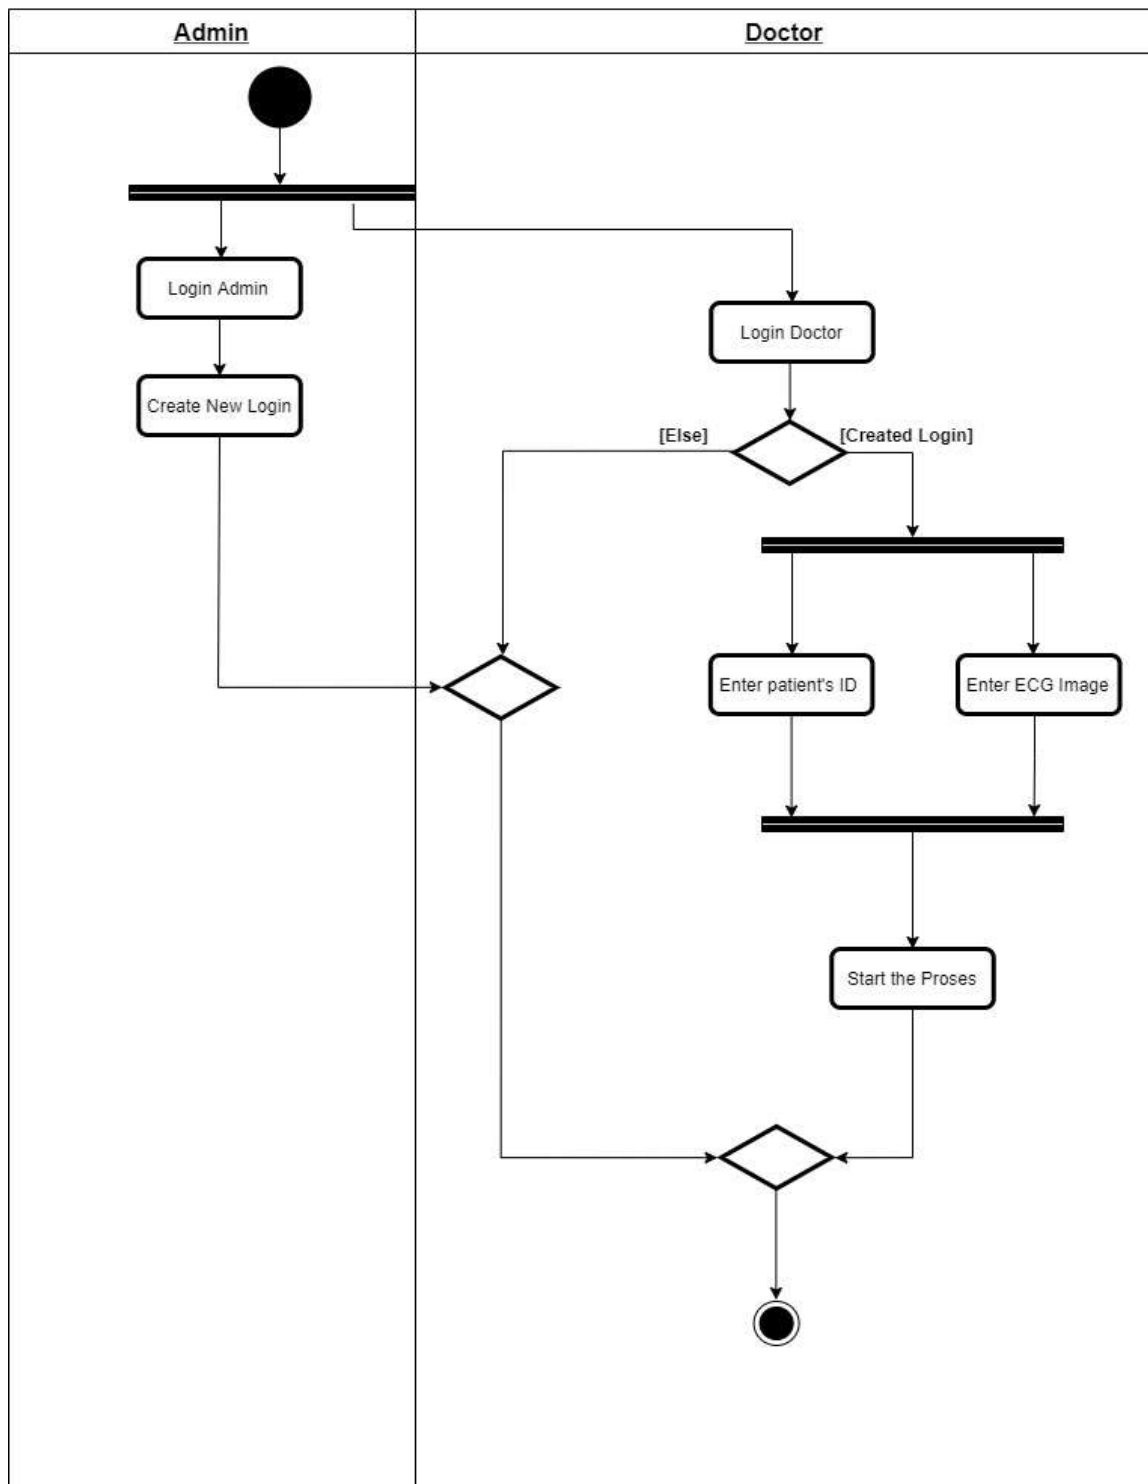 Admin
Doctor
Login Admin
Login Doctor
Create New Login
[Else]
[Created Login]
Enter patient's ID
Enter ECG Image
Start the Proses